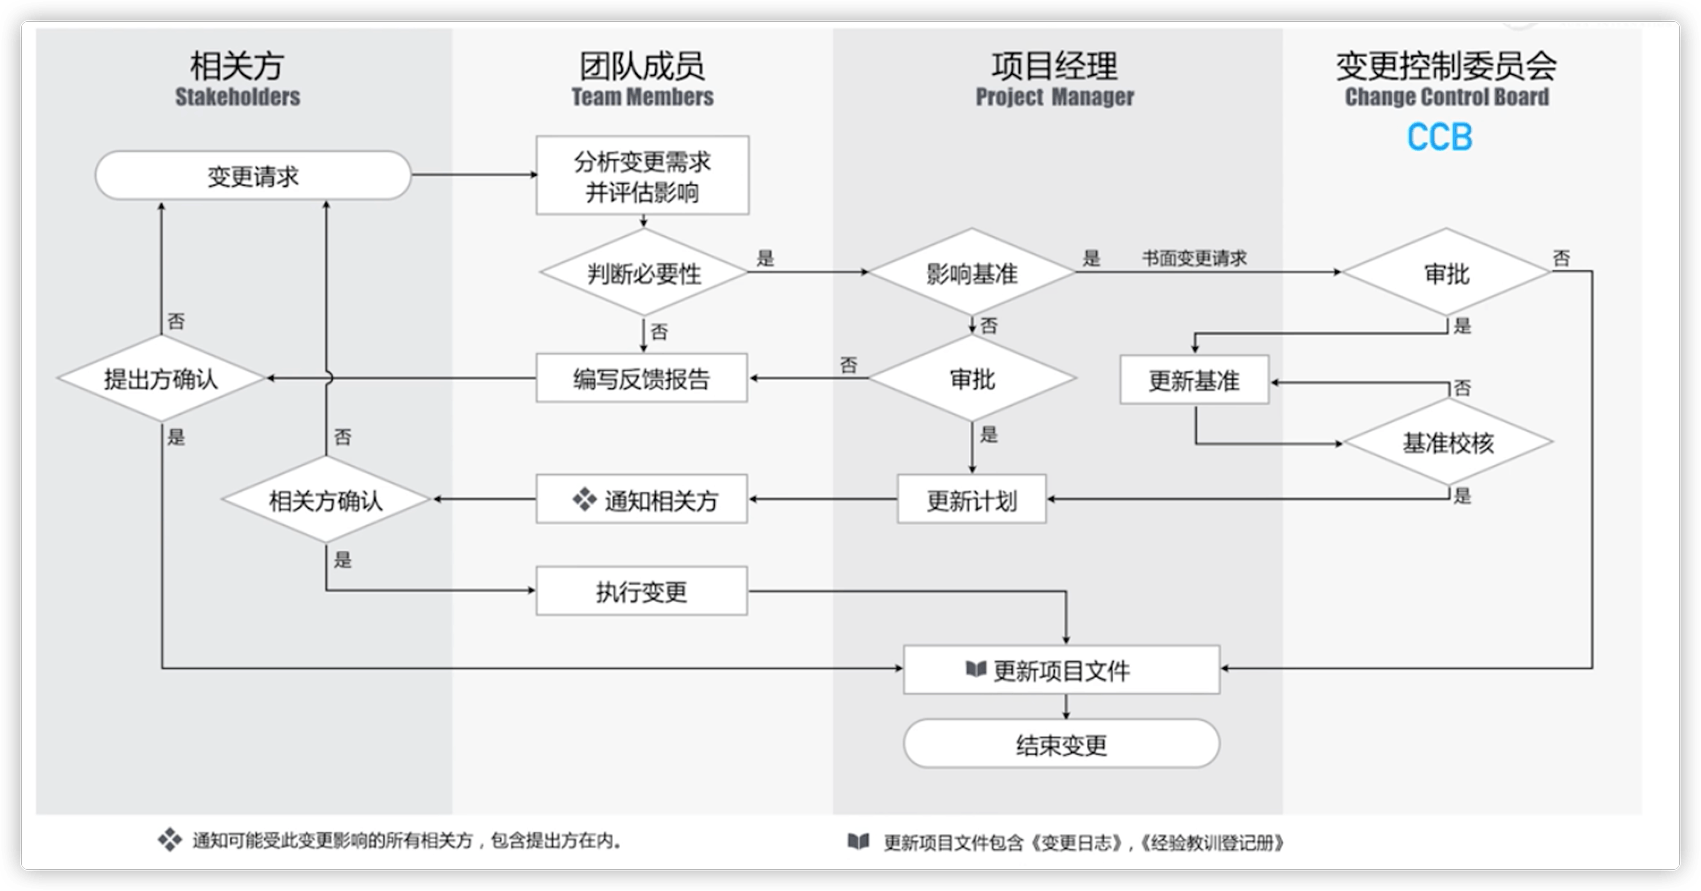 相关方
Stakeholders
团队成员
Team Members
项目经理
Project Manager
变更控制委员会
Change Control Board
CCB
变更请求
分析变更需求
并评估影响
判断必要性
是
影响基准
是
书面变更请求
审批
否
否
否
否
是
提出方确认
编写反馈报告
否
审批
更新基准
否
是
否
是
基准校核
相关方确认
通知相关方
更新计划
是
是
执行变更
更新项目文件
结束变更
通知可能受此变更影响的所有相关方，包含提出方在内。
更新项目文件包含《变更日志》,《经验教训登记册》